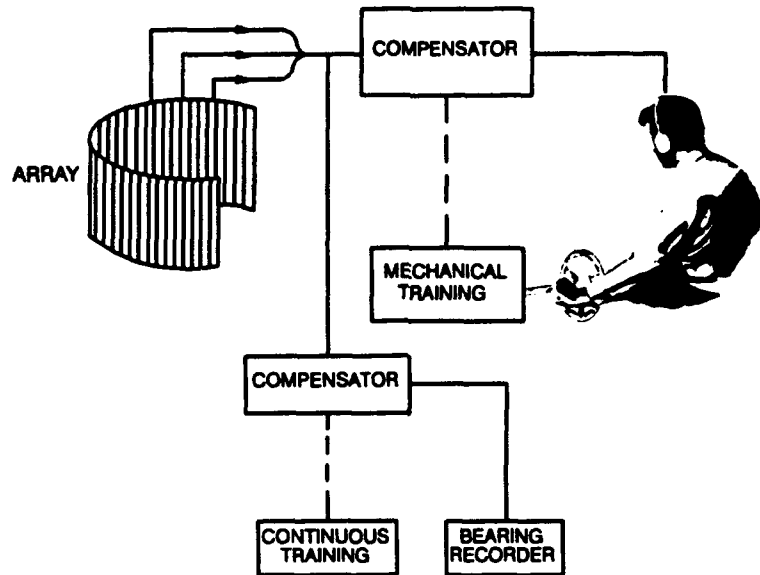 COMPENSATOR
ARRAY
MECHANICAL
TRAINING
COMPENSATOR
CONTINUOUS
TRAINING
BEARING
RECORDER